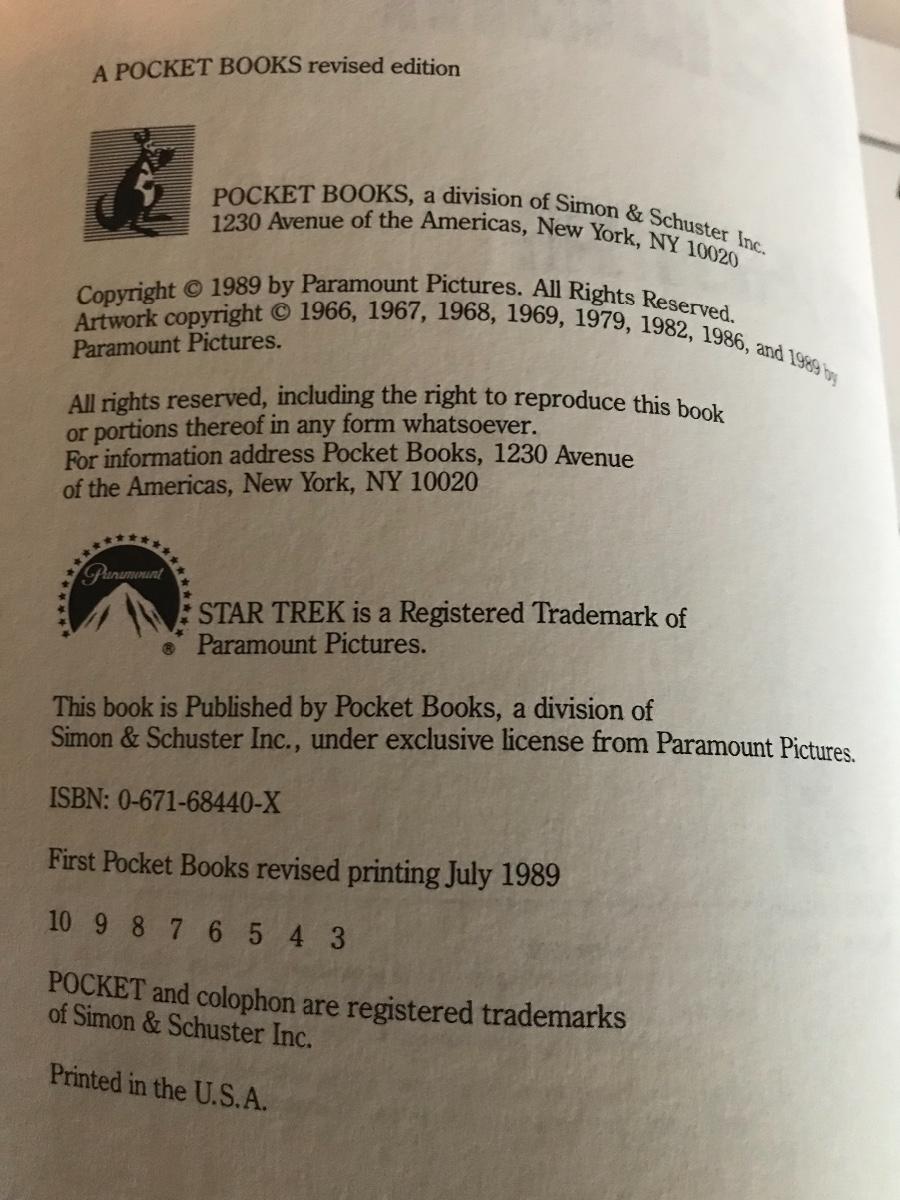 A POCKET BOOKS revised edition
POCKET BOOKS, a division of Simon & Schuster Inc.
1230 Avenue of the Americas, New York, NY 10020
Copyright © 1989 by Paramount Pictures. All Rights Reserved.
Artwork copyright © 1966, 1967, 1968, 1969, 1979, 1982, 1986, and 1989 by
Paramount Pictures.
All rights reserved, including the right to reproduce this book
or portions thereof in any form whatsoever.
For information address Pocket Books, 1230 Avenue
of the Americas, New York, NY 10020
Paramount
®
STAR TREK is a Registered Trademark of
Paramount Pictures.
This book is Published by Pocket Books, a division of
Simon & Schuster Inc., under exclusive license from Paramount Pictures.
ISBN: 0-671-68440-X
First Pocket Books revised printing July 1989
10 9 8 7 6 5 4 3
POCKET and colophon are registered trademarks
of Simon & Schuster Inc.
Printed in the U.S.A.